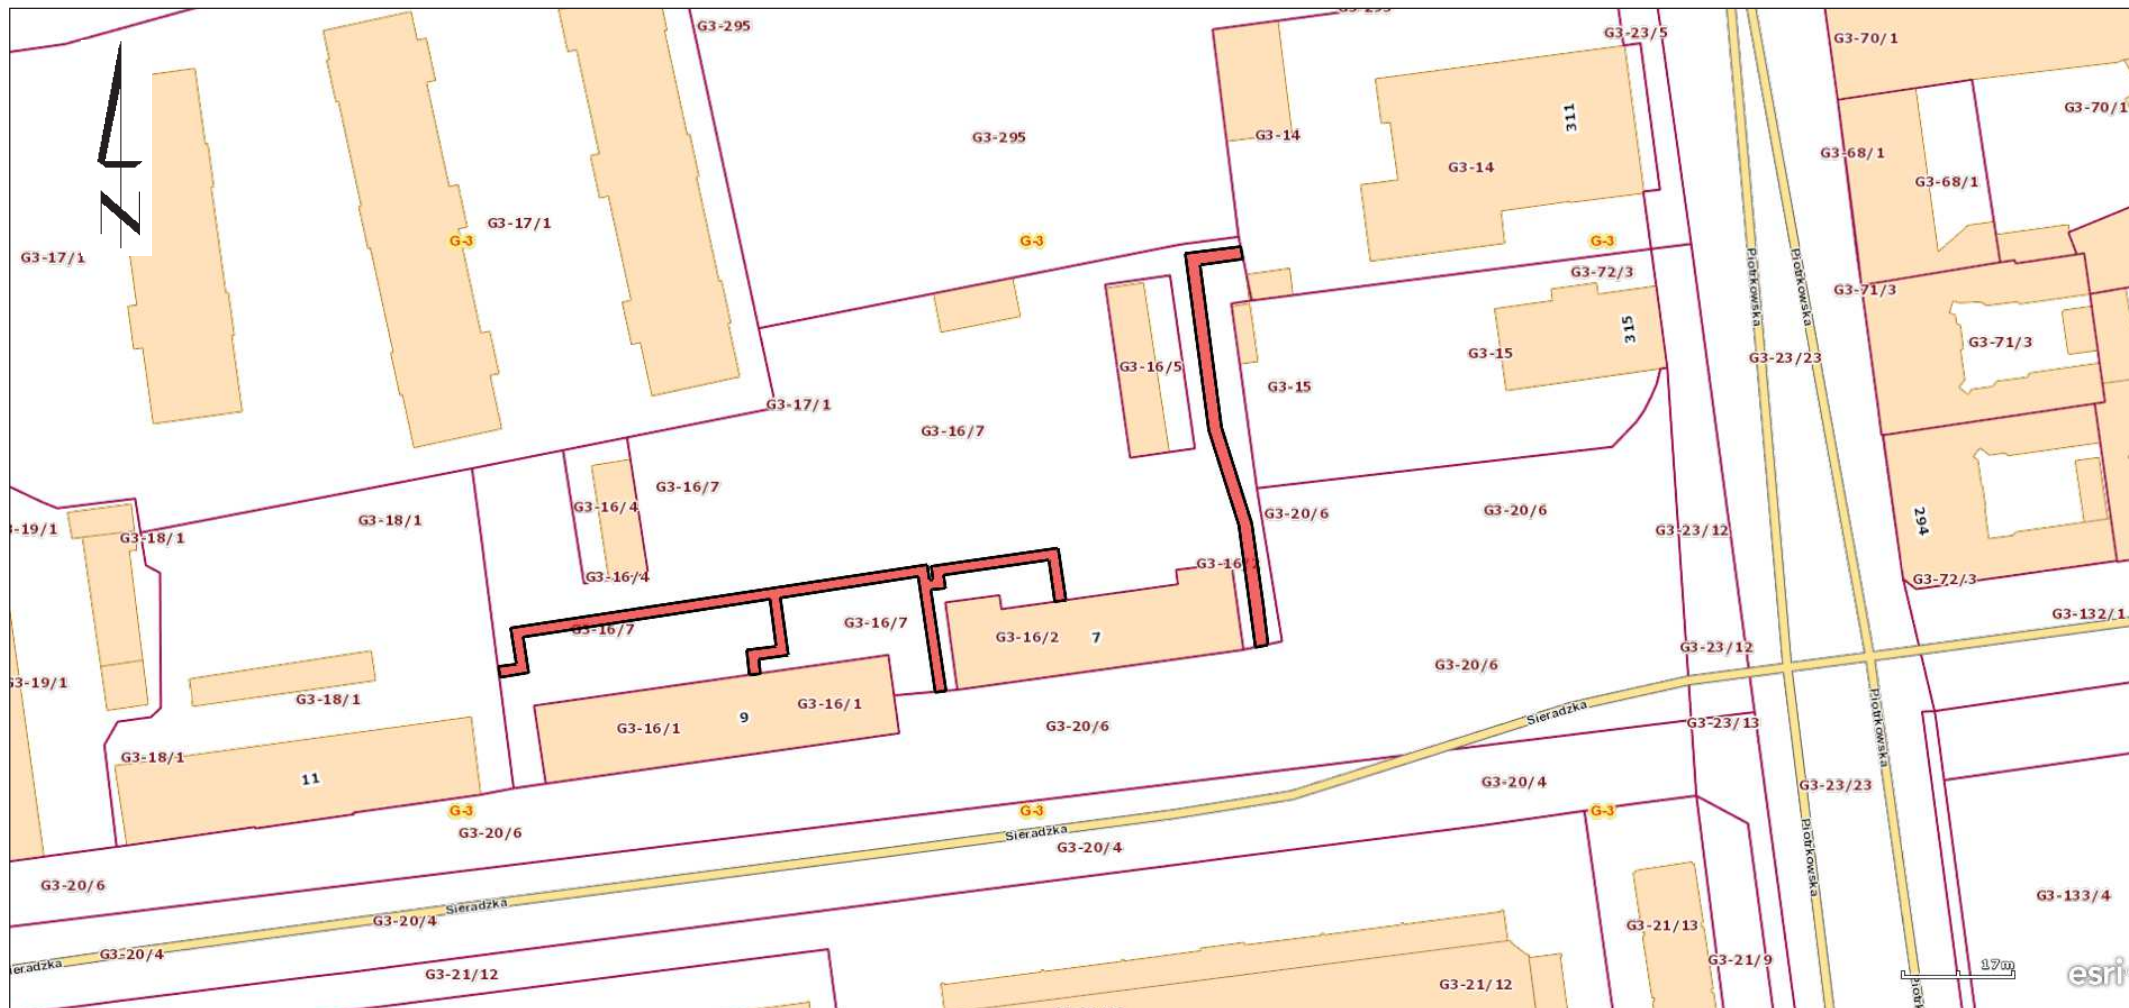 G3-295
G3-23/5
G3-70/1
G3-70/1
G3-295
G3-14
311
G3-14
G3-68/1
G3-68/1
N
G3-17/1
G-3
G-3
G-3
G3-17/1
G3-72/3
G3-71/3
Piotrkowska
Piotrkowska
315
G3-71/3
G3-15
G3-23/23
G3-16/5
G3-15
G3-17/1
G3-16/7
G3-16/7
G3-16/4
G3-20/6
G3-20/6
G3-18/1
294
G3-23/12
G3-18/1
G3-16/4
G3-72/3
G3-132/1
G3-16/7
G3-16/7
G3-16/2
7
G3-23/12
G3-20/6
G3-18/1
G3-16/1
9
G3-16/1
Sieradzka
G3-23/13
Piotrkowska
G3-20/6
G3-18/1
11
G3-20/4
G3-23/23
G-3
G-3
G-3
G3-20/6
Sieradzka
G3-20/4
Piotrkowska
G3-20/6
G3-133/4
Sieradzka
G3-20/4
G3-21/13
G3-20/4
G3-21/9
G3-21/12
17m
esri
G3-21/12